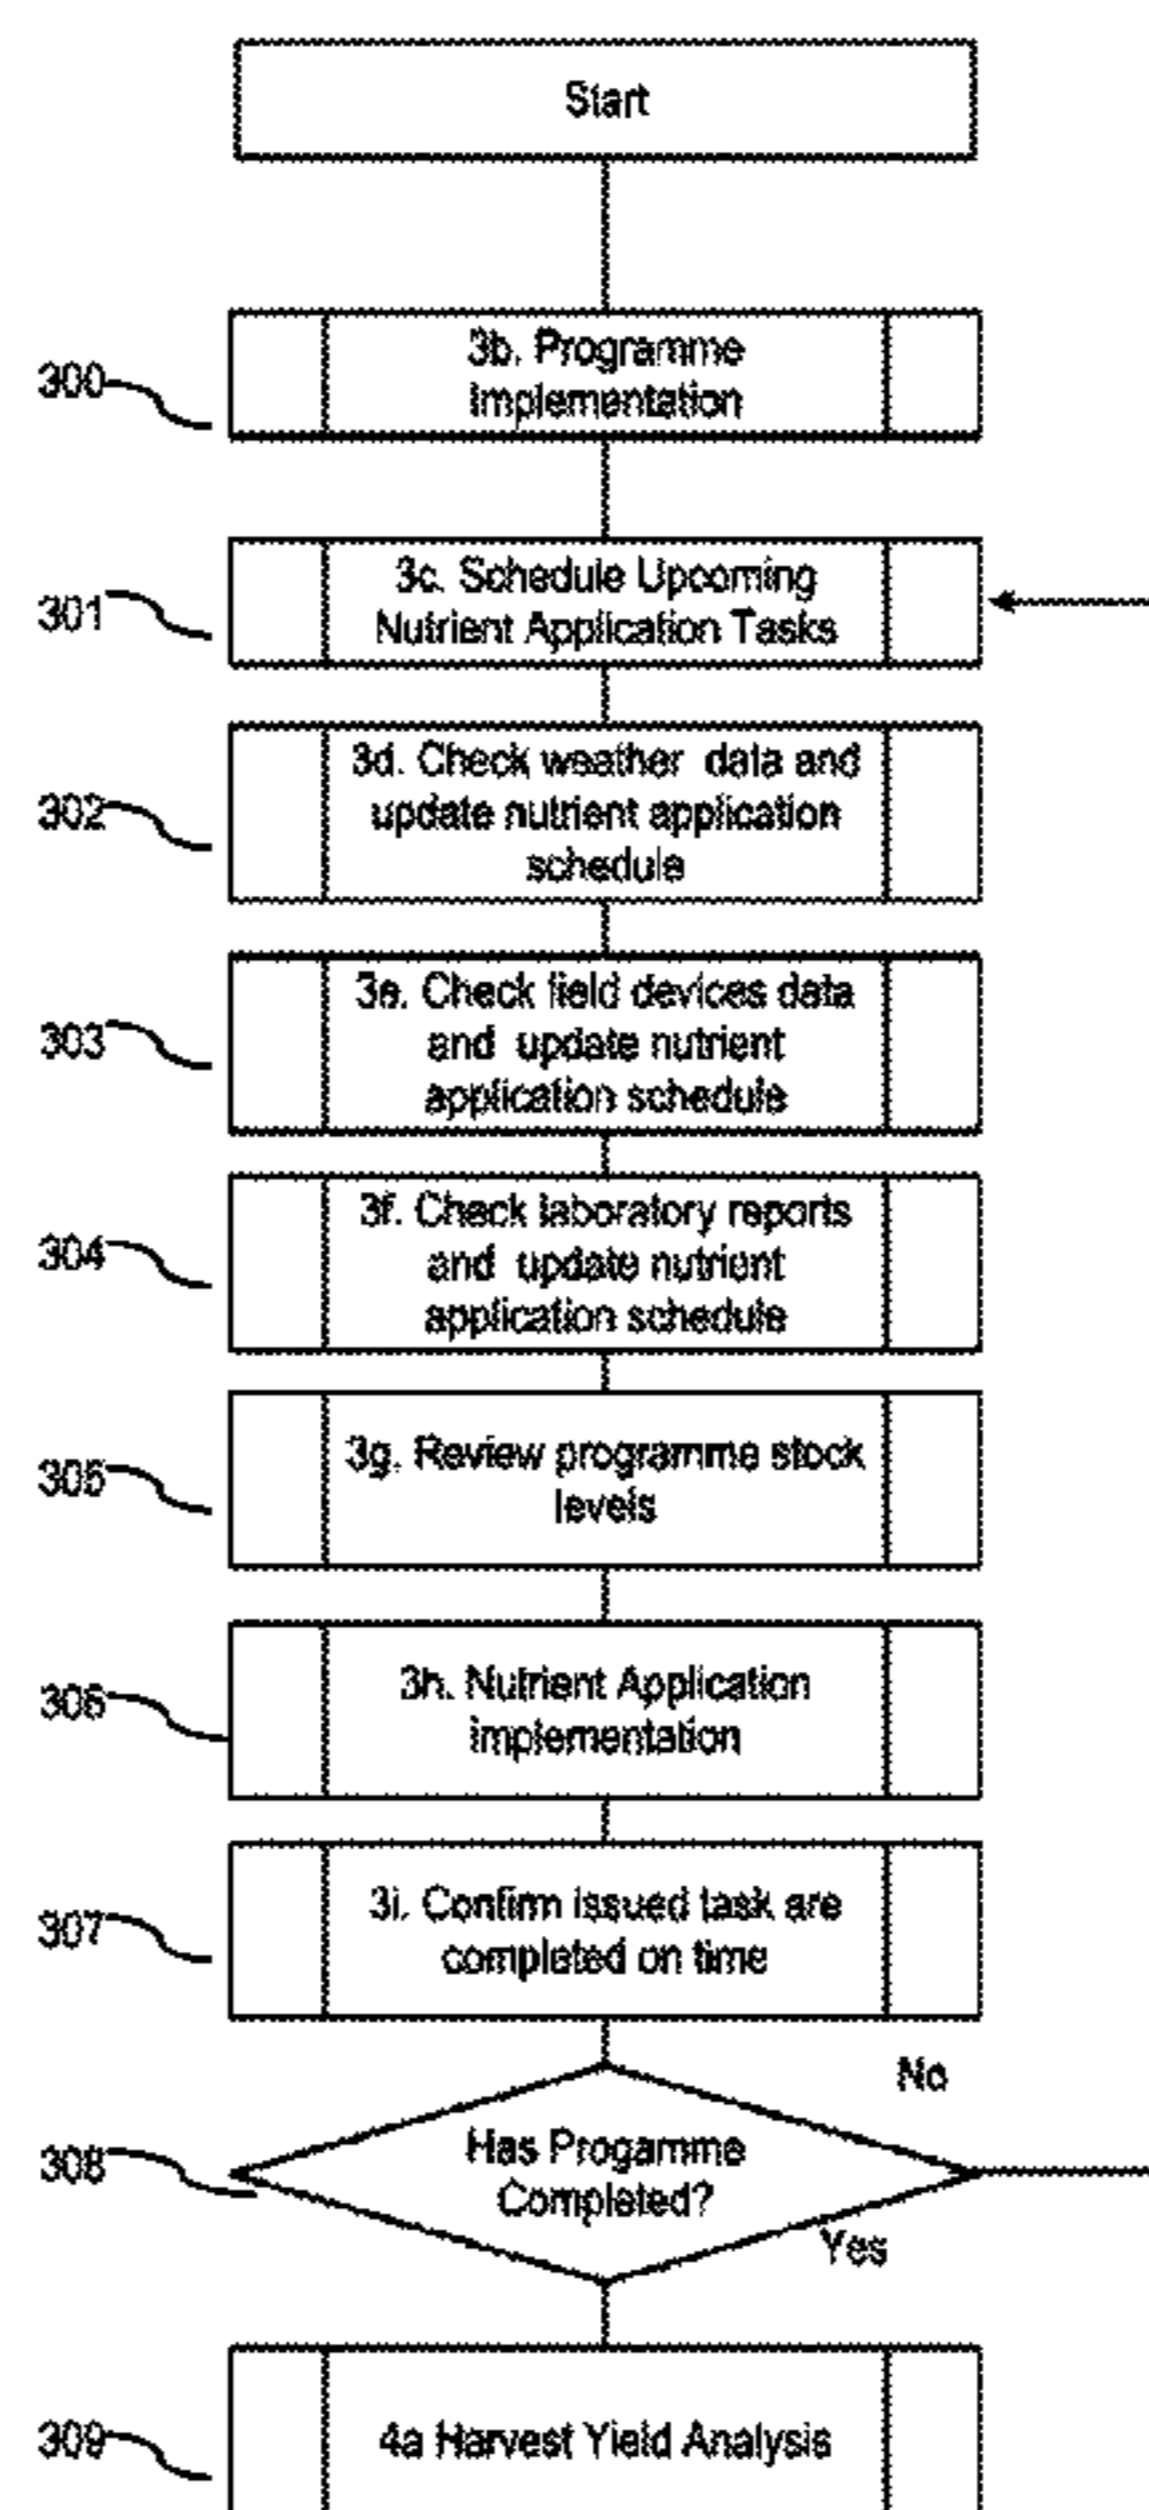 Start
300
3b. Programme
Implementation
301
3c. Schedule Upcoming
Nutrient Application Tasks
302
3d. Check weather data and
update nutrient application
schedule
303
3e. Check field devices data
and update nutrient
application schedule
304
3f. Check laboratory reports
and update nutrient
application schedule
305
3g. Review programme stock
levels
306
3h. Nutrient Application
implementation
307
3i. Confirm issued task are
completed on time
No
308
Has Progamme
Completed?
Yes
309
4a Harvest Yield Analysis